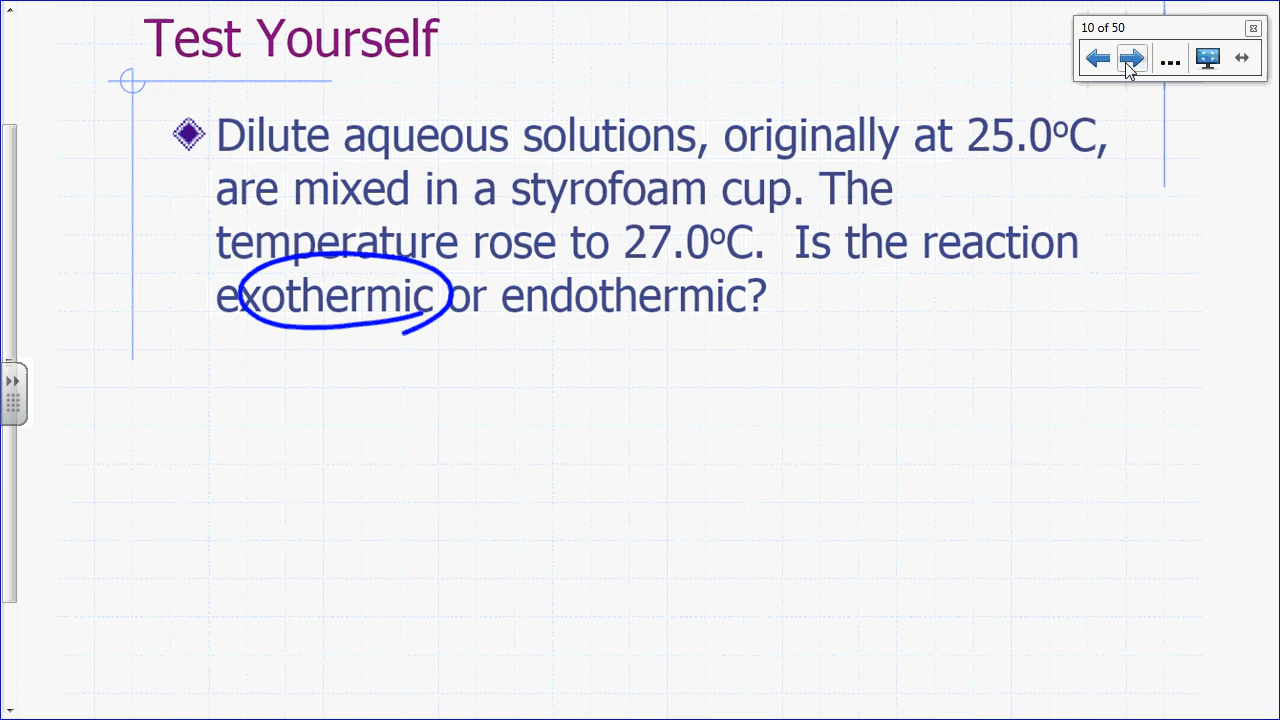 Test Yourself
10 of 50
Dilute aqueous solutions, originally at 25.0ºC,
are mixed in a styrofoam cup. The
temperature rose to 27.0ºC. Is the reaction
exothermic or endothermic?